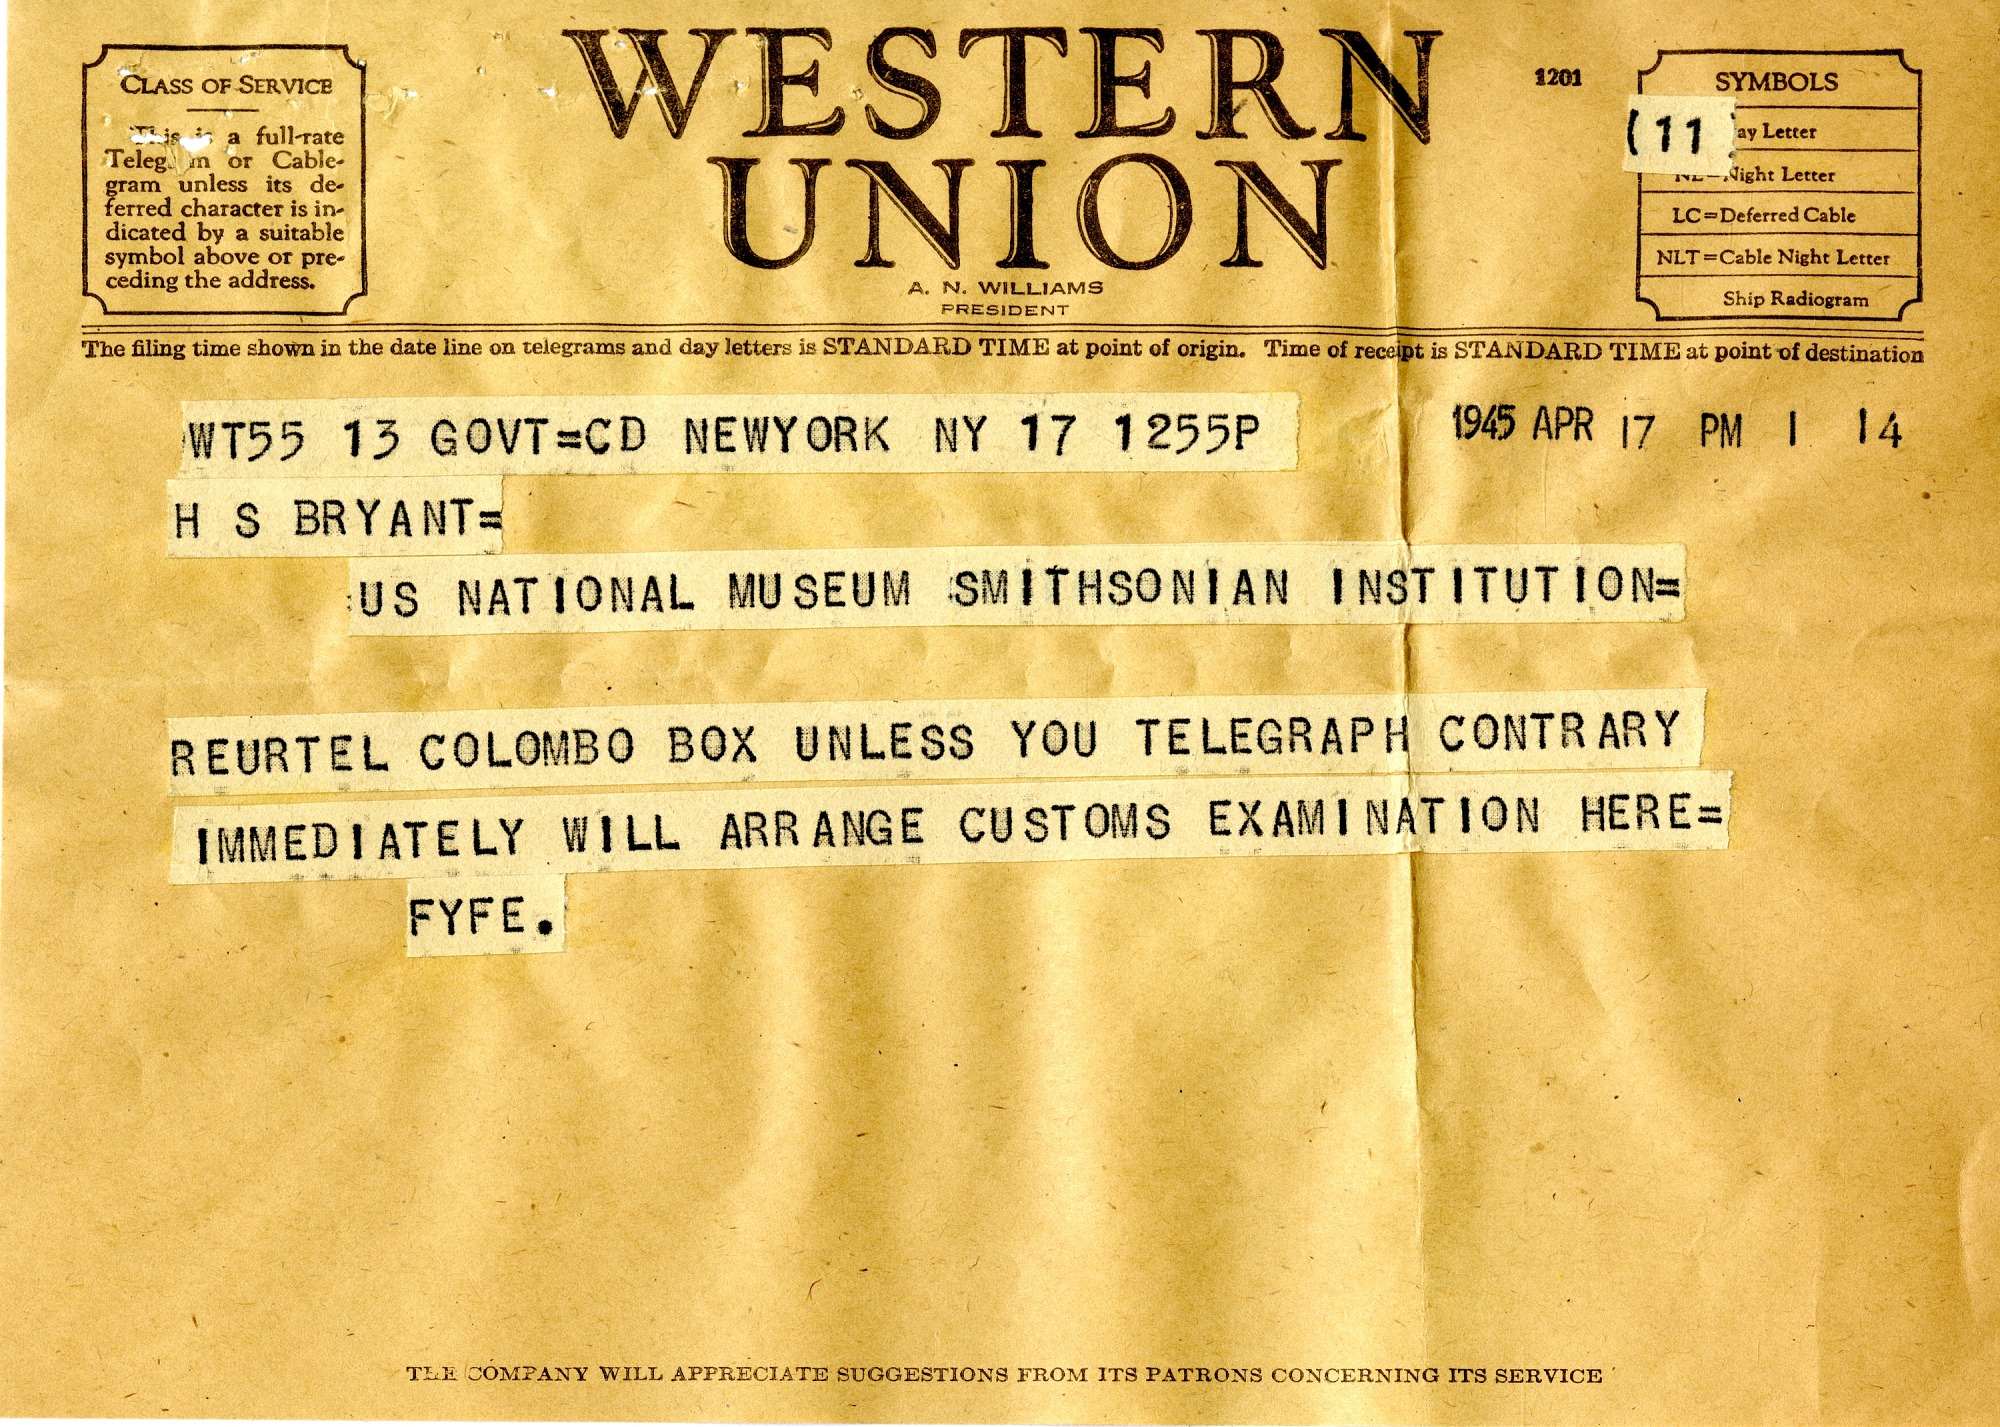 CLASS OF SERVICE
This is a full-rate
or Cable-
gram unless its de-
ferred character is in-
dicated by a suitable
symbol above or pre-
ceding the address.
WESTERN
UNION
A. N. WILLIAMS
PRESIDENT
1201
SYMBOLS
(11
ay Letter
NL=Night Letter
LC=Deferred Cable
NLT=Cable Night Letter
Ship Radiogram
The filing time shown in the date line on telegrams and day letters is STANDARD TIME at point of origin. Time of receipt is STANDARD TIME at point of destination
WT55 13 GOVT=CD NEWYORK NY 17 1255P
1945 APR 17 PM 1 14
H S BRYANT=
:US NATIONAL MUSEUM SMITHSONIAN INSTITUTION=
REURTEL COLOMBO BOX UNLESS YOU TELEGRAPH CONTRARY
IMMEDIATELY WILL ARRANGE CUSTOMS EXAMINATION HERE=
FYFE.
THE COMPANY WILL APPRECIATE SUGGESTIONS FROM ITS PATRONS CONCERNING ITS SERVICE